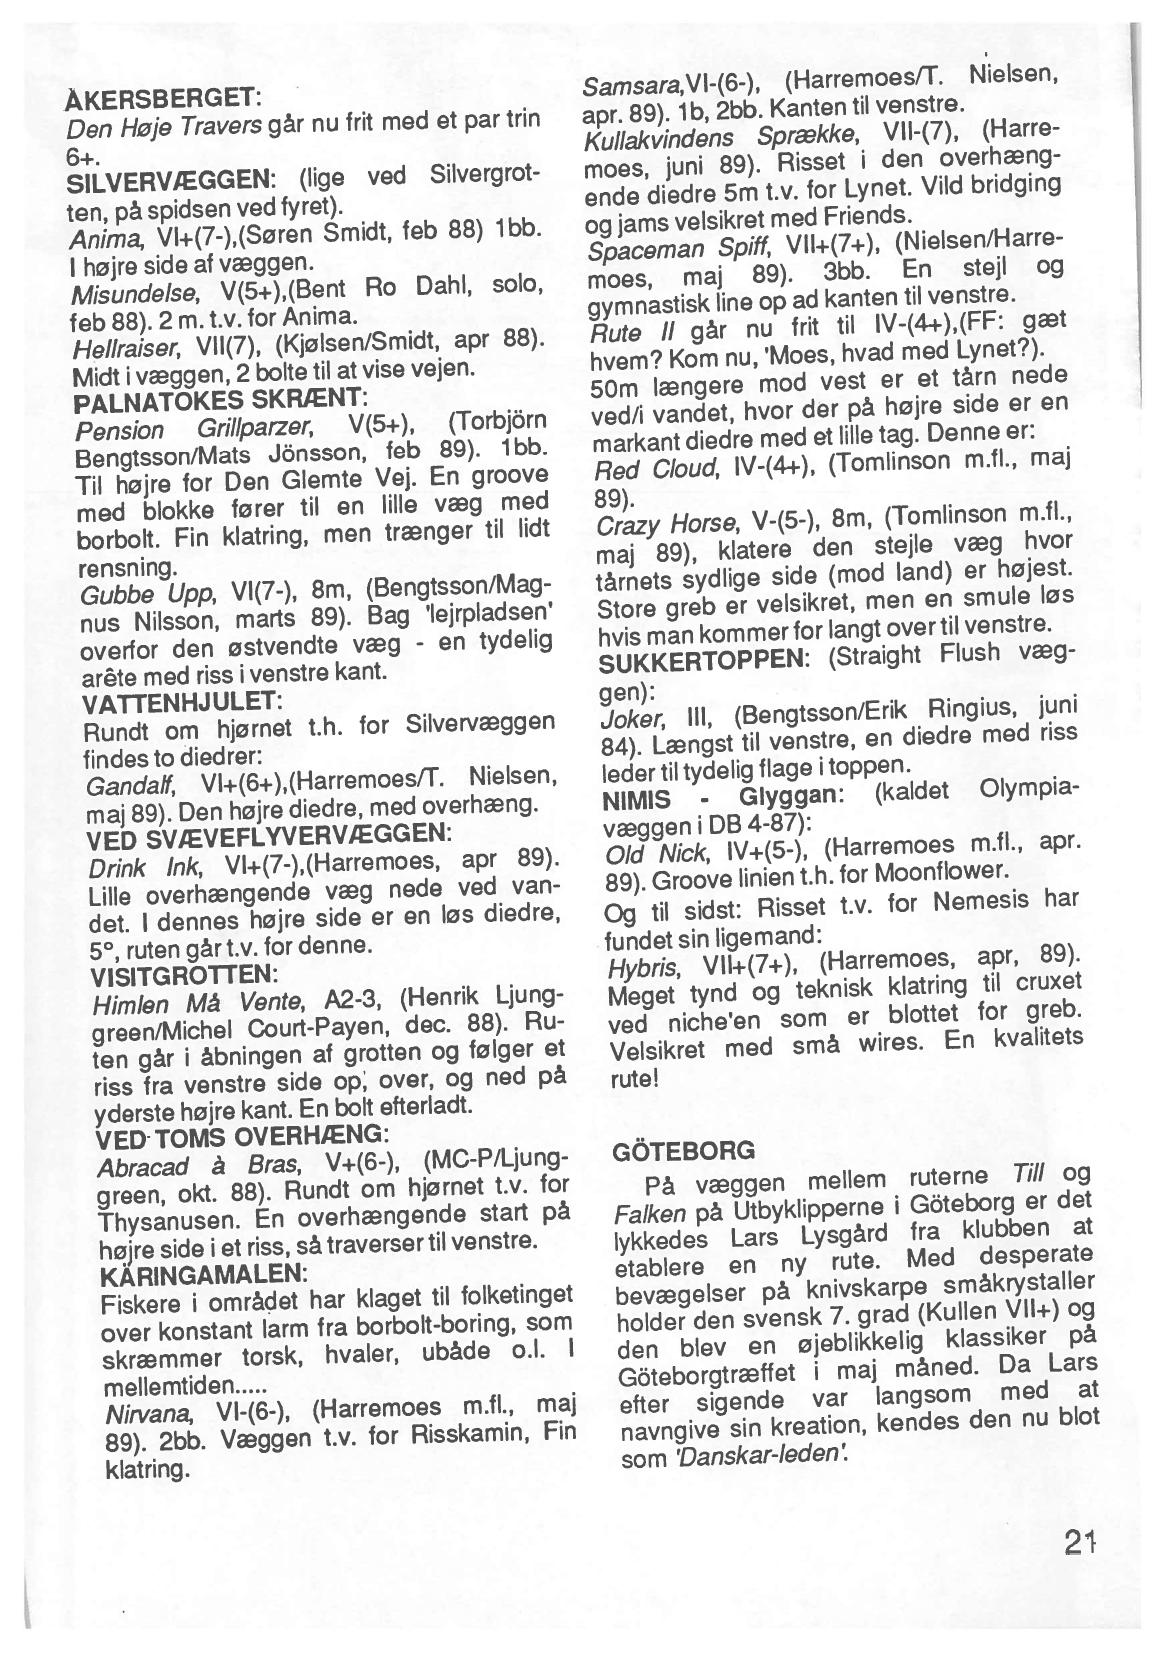 ÅKERSBERGET:
Den Høje Travers går nu frit med et par trin
6+.
SILVERVÆGGEN: (lige ved Silvergrot-
ten, på spidsen ved fyret).
Anima, VI+(7-),(Søren Smidt, feb 88) 1bb.
I højre side af væggen.
Misundelse, V(5+),(Bent Ro Dahl, solo,
feb 88). 2 m. t.v. for Anima.
Hellraiser, VII(7), (Kjølsen/Smidt, apr 88).
Midt i væggen, 2 bolte til at vise vejen.
PALNATOKES SKRÆNT:
Pension Grillparzer, V(5+), (Torbjörn
Bengtsson/Mats Jönsson, feb 89). 1bb.
Til højre for Den Glemte Vej. En groove
med blokke fører til en lille væg med
borbolt. Fin klatring, men trænger til lidt
rensning.
Gubbe Upp, VI(7-), 8m, (Bengtsson/Mag-
nus Nilsson, marts 89). Bag 'lejrpladsen'
overfor den østvendte væg - en tydelig
arête med riss i venstre kant.
VATTENHJULET:
Rundt om hjørnet t.h. for Silvervæggen
findes to diedrer:
Gandalf, VI+(6+),(Harremoes/T. Nielsen,
maj 89). Den højre diedre, med overhæng.
VED SVÆVEFLYVERVÆGGEN:
Drink Ink, VI+(7-),(Harremoes, apr 89).
Lille overhængende væg nede ved van-
det. I dennes højre side er en løs diedre,
5°, ruten går t.v. for denne.
VISITGROTTEN:
Himlen Må Vente, A2-3, (Henrik Ljung-
green/Michel Court-Payen, dec. 88). Ru-
ten går i åbningen af grotten og følger et
riss fra venstre side op, over, og ned på
yderste højre kant. En bolt efterladt.
VED TOMS OVERHÆNG:
Abracad à Bras, V+(6-), (MC-P/Ljung-
green, okt. 88). Rundt om hjørnet t.v. for
Thysanusen. En overhængende start på
højre side i et riss, så traverser til venstre.
KÄRINGAMALEN:
Fiskere i området har klaget til folketinget
over konstant larm fra borbolt-boring, som
skræmmer torsk, hvaler, ubåde o.l. I
mellemtiden.....
Nirvana, VI-(6-), (Harremoes m.fl., maj
89). 2bb. Væggen t.v. for Risskamin, Fin
klatring.
Samsara,VI-(6-), (Harremoes/T. Nielsen,
apr. 89). 1b, 2bb. Kanten til venstre.
Kullakvindens Sprække, VII-(7), (Harre-
moes, juni 89). Risset i den overhæng-
ende diedre 5m t.v. for Lynet. Vild bridging
og jams velsikret med Friends.
Spaceman Spiff, VII+(7+), (Nielsen/Harre-
moes, maj 89). 3bb. En stejl og
gymnastisk line op ad kanten til venstre.
Rute II går nu frit til IV-(4+),(FF: gæt
hvem? Kom nu, 'Moes, hvad med Lynet?).
50m længere mod vest er et tårn nede
ved/i vandet, hvor der på højre side er en
markant diedre med et lille tag. Denne er:
Red Cloud, IV-(4+), (Tomlinson m.fl., maj
89).
Crazy Horse, V-(5-), 8m, (Tomlinson m.fl.,
maj 89), klatere den stejle væg hvor
tårnets sydlige side (mod land) er højest.
Store greb er velsikret, men en smule løs
hvis man kommer for langt over til venstre.
SUKKERTOPPEN: (Straight Flush væg-
gen):
Joker, III, (Bengtsson/Erik Ringius, juni
84). Længst til venstre, en diedre med riss
leder til tydelig flage i toppen.
NIMIS - Glyggan: (kaldet Olympia-
væggen i DB 4-87):
Old Nick, IV+(5-), (Harremoes m.fl., apr.
89). Groove linien t.h. for Moonflower.
Og til sidst: Risset t.v. for Nemesis har
fundet sin ligemand:
Hybris, VII+(7+), (Harremoes, apr, 89).
Meget tynd og teknisk klatring til cruxet
ved niche'en som er blottet for greb.
Velsikret med små wires. En kvalitets
rute!
GÖTEBORG
På væggen mellem ruterne Till og
Falken på Utbyklipperne i Göteborg er det
lykkedes Lars Lysgård fra klubben at
etablere en ny rute. Med desperate
bevægelser på knivskarpe småkrystaller
holder den svensk 7. grad (Kullen VII+) og
den blev en øjeblikkelig klassiker på
Göteborgtræffet i maj måned. Da Lars
efter sigende var langsom med at
navngive sin kreation, kendes den nu blot
som 'Danskar-leden'.
21